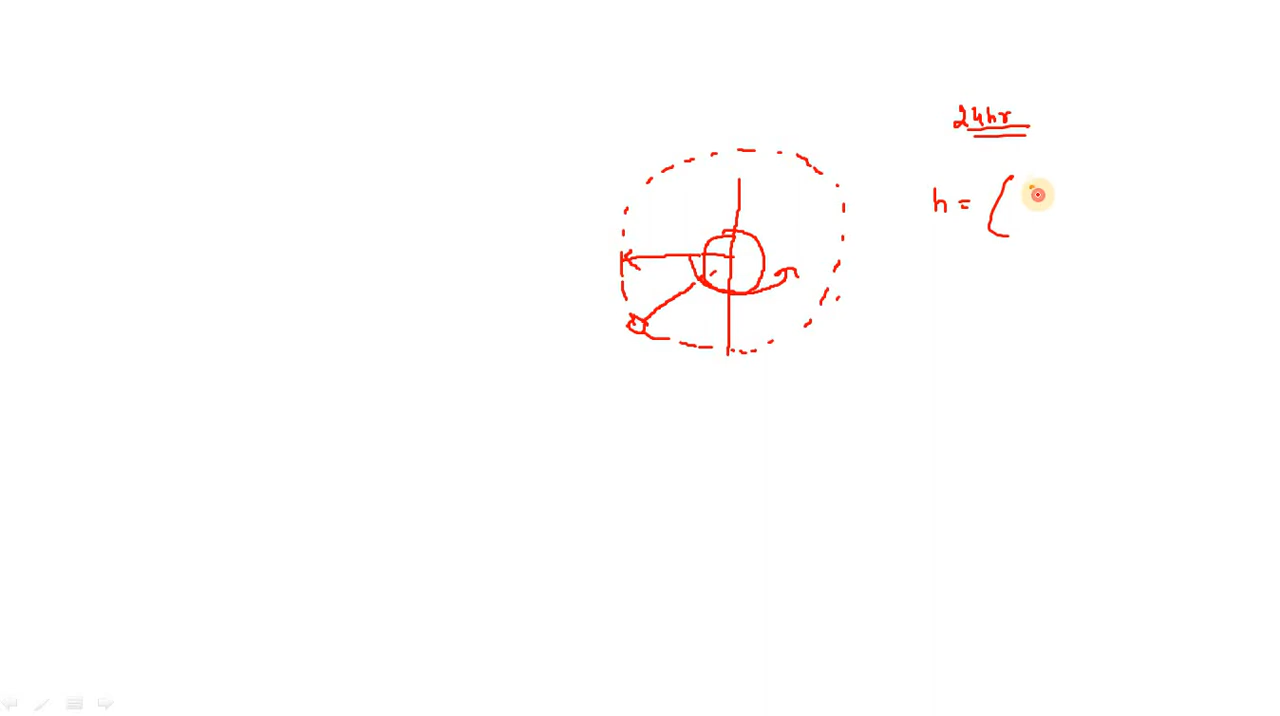 24hr
h = (